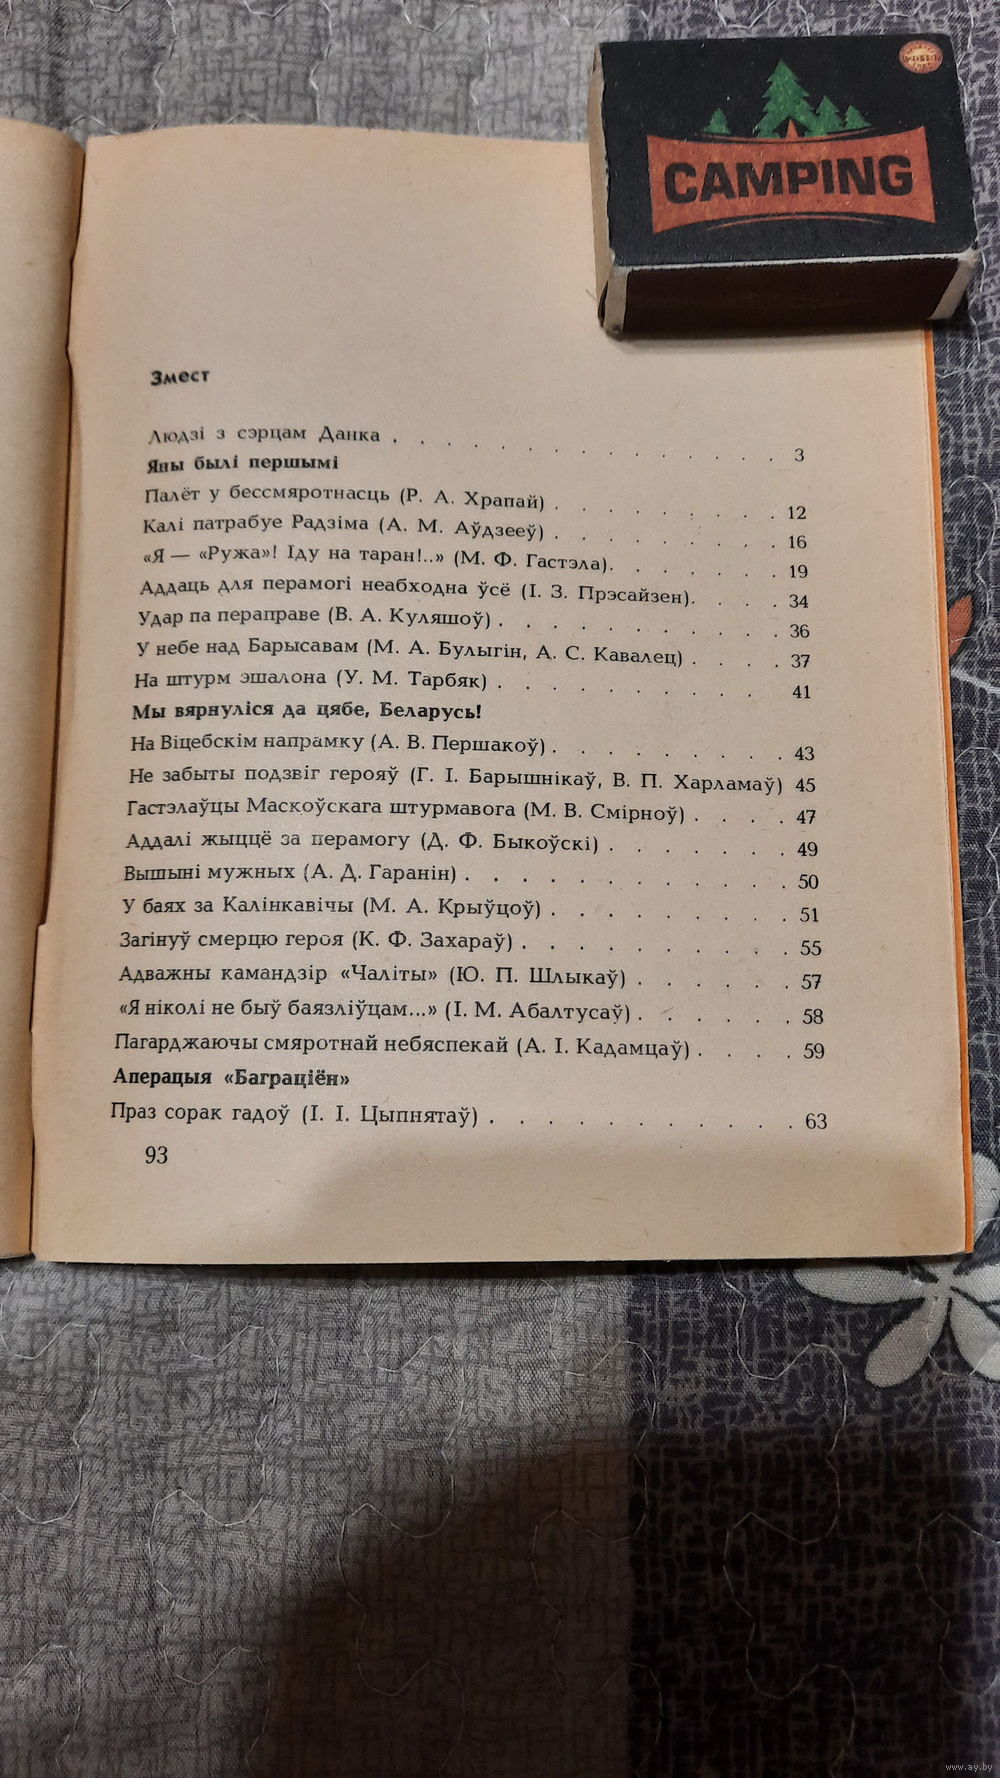 CAMPING
Змест
Людзі з сэрцам Данка . . . . . . . . . . . . . . 3
Яны былі першымі
Палёт у бессмяротнасць (Р. А. Храпай) . . . . . . . . . 12
Калі патрабуе Радзіма (А. М. Аўдзееў) . . . . . . . . . 16
«Я — «Ружа»! Іду на таран!..» (М. Ф. Гастэла). . . . . . 19
Аддаць для перамогі неабходна ўсё (І. З. Прэсайзен). . . . 34
Удар па пераправе (В. А. Куляшоў) . . . . . . . . . . . 36
У небе над Барысавам (М. А. Булыгін, А. С. Кавалец) . . . . 37
На штурм эшалона (У. М. Тарбяк) . . . . . . . . . 41
Мы вярнуліся да цябе, Беларусь!
На Віцебскім напрамку (А. В. Першакоў) . . . . . . . . 43
Не забыты подзвіг герояў (Г. І. Барышнікаў, В. П. Харламаў) 45
Гастэлаўцы Маскоўскага штурмавога (М. В. Смірноў) . . . . 47
Аддалі жыццё за перамогу (Д. Ф. Быкоўскі) . . . . . . . 49
Вышыні мужных (А. Д. Гаранін) . . . . . . . . . . . . 50
У баях за Калінкавічы (М. А. Крыўцоў) . . . . . . . . . 51
Загінуў смерцю героя (К. Ф. Захараў) . . . . . . . . . . 55
Адважны камандзір «Чаліты» (Ю. П. Шлыкаў) . . . . . . 57
«Я ніколі не быў баязліўцам...» (І. М. Абалтусаў) . . . . . . 58
Пагарджаючы смяротнай небяспекай (А. І. Кадамцаў) . . . . 59
Аперацыя «Баграціён»
Праз сорак гадоў (І. І. Цыпнятаў) . . . . . . . . . . . 63
93
www.ay.by